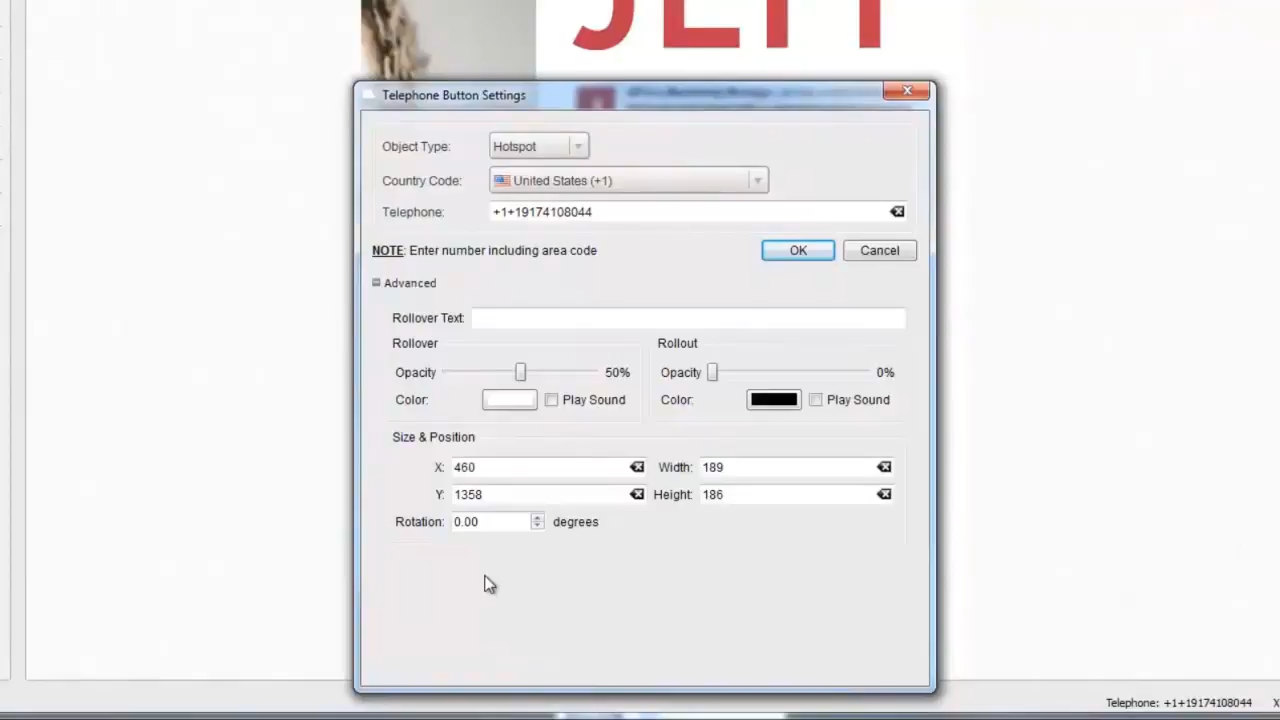 JEFF
Telephone Button Settings
Object Type: Hotspot
Country Code: United States (+1)
Telephone: +1+19174108044
NOTE: Enter number including area code OK Cancel
Advanced
Rollover Text:
Rollover Rollout
Opacity 50% Opacity 0%
Color: Play Sound Color: Play Sound
Size & Position
X: 460 Width: 189
Y: 1358 Height: 186
Rotation: 0.00 degrees
Telephone: +1+19174108044 X